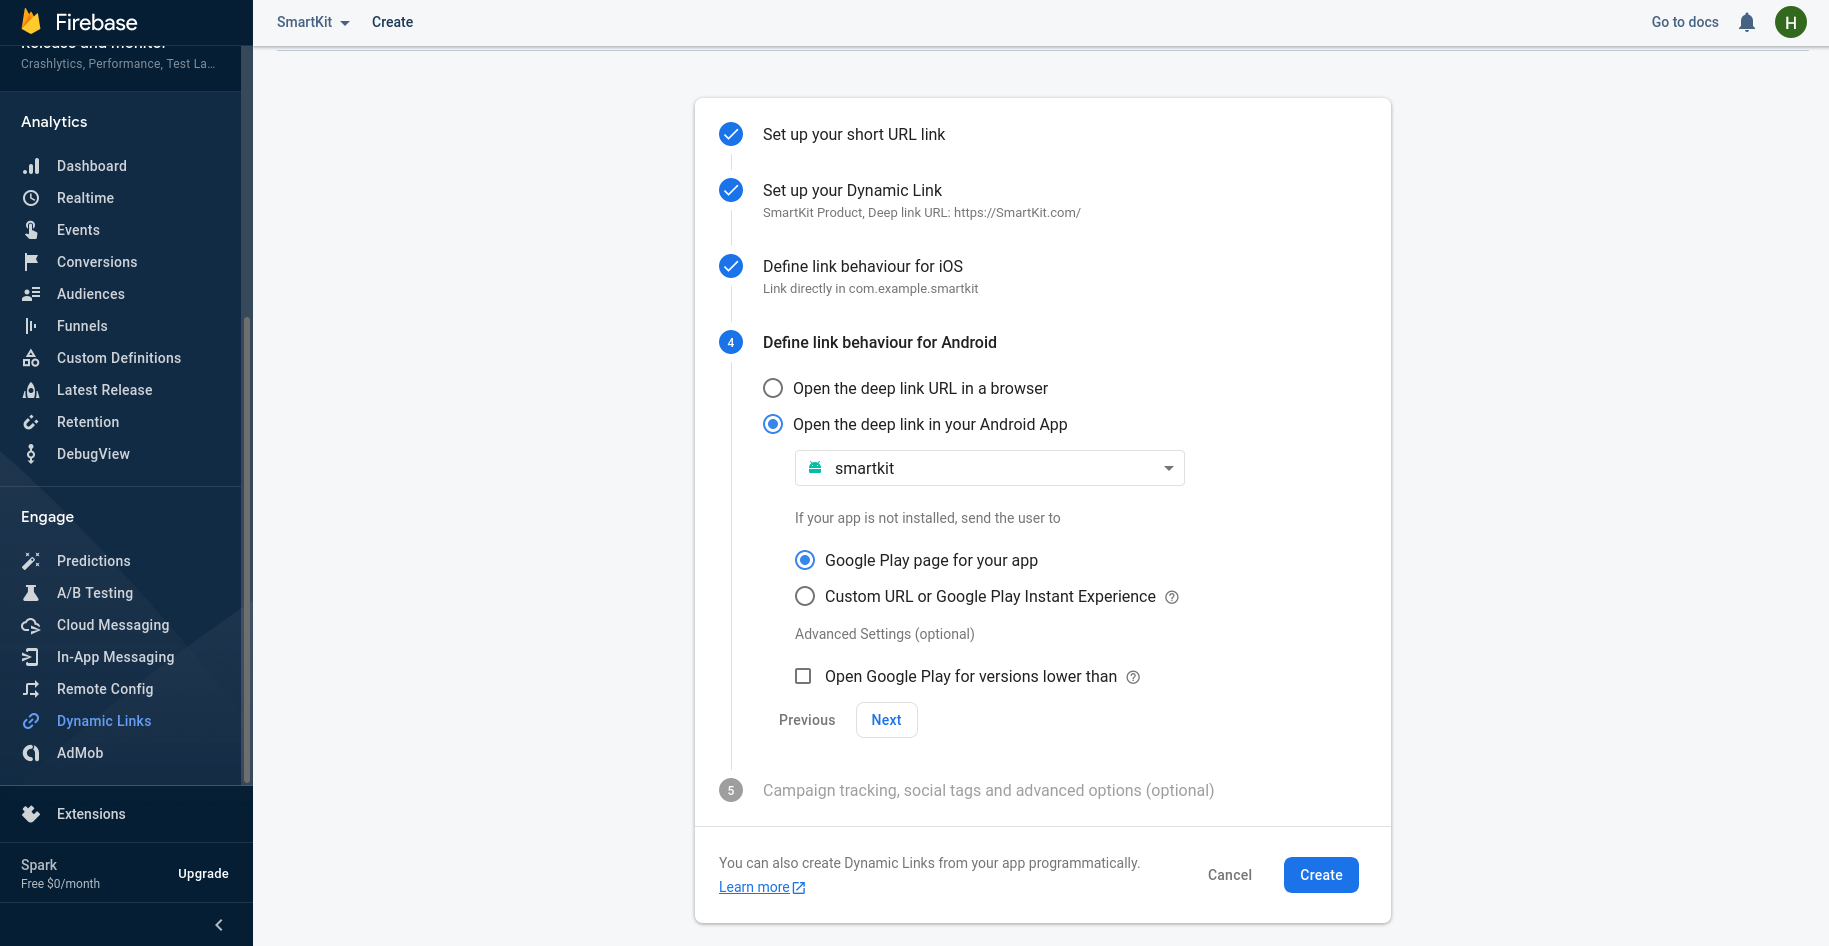 Firebase
SmartKit
Create
Go to docs
H
Release and monitor
Crashlytics, Performance, Test La...
Analytics
Dashboard
Realtime
Events
Conversions
Audiences
Funnels
Custom Definitions
Latest Release
Retention
DebugView
Engage
Predictions
A/B Testing
Cloud Messaging
In-App Messaging
Remote Config
Dynamic Links
AdMob
Extensions
Spark
Free $0/month
Upgrade
Set up your short URL link
Set up your Dynamic Link
SmartKit Product, Deep link URL: https://SmartKit.com/
Define link behaviour for iOS
Link directly in com.example.smartkit
4
Define link behaviour for Android
Open the deep link URL in a browser
Open the deep link in your Android App
smartkit
If your app is not installed, send the user to
Google Play page for your app
Custom URL or Google Play Instant Experience
Advanced Settings (optional)
Open Google Play for versions lower than
Previous
Next
5
Campaign tracking, social tags and advanced options (optional)
You can also create Dynamic Links from your app programmatically.
Learn more
Cancel
Create